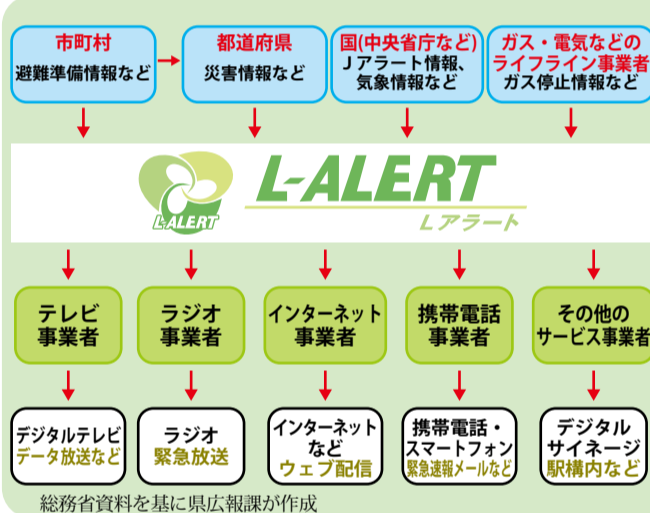 市町村
避難準備情報など
都道府県
災害情報など
国(中央省庁など)
Jアラート情報、
気象情報など
ガス・電気などの
ライフライン事業者
ガス停止情報など
L-ALERT
L-ALERT
Lアラート
テレビ
事業者
ラジオ
事業者
インターネット
事業者
携帯電話
事業者
その他の
サービス事業者
デジタルテレビ
データ放送など
ラジオ
緊急放送
インターネット
など
ウェブ配信
携帯電話・
スマートフォン
緊急速報メールなど
デジタル
サイネージ
駅構内など
総務省資料を基に県広報課が作成